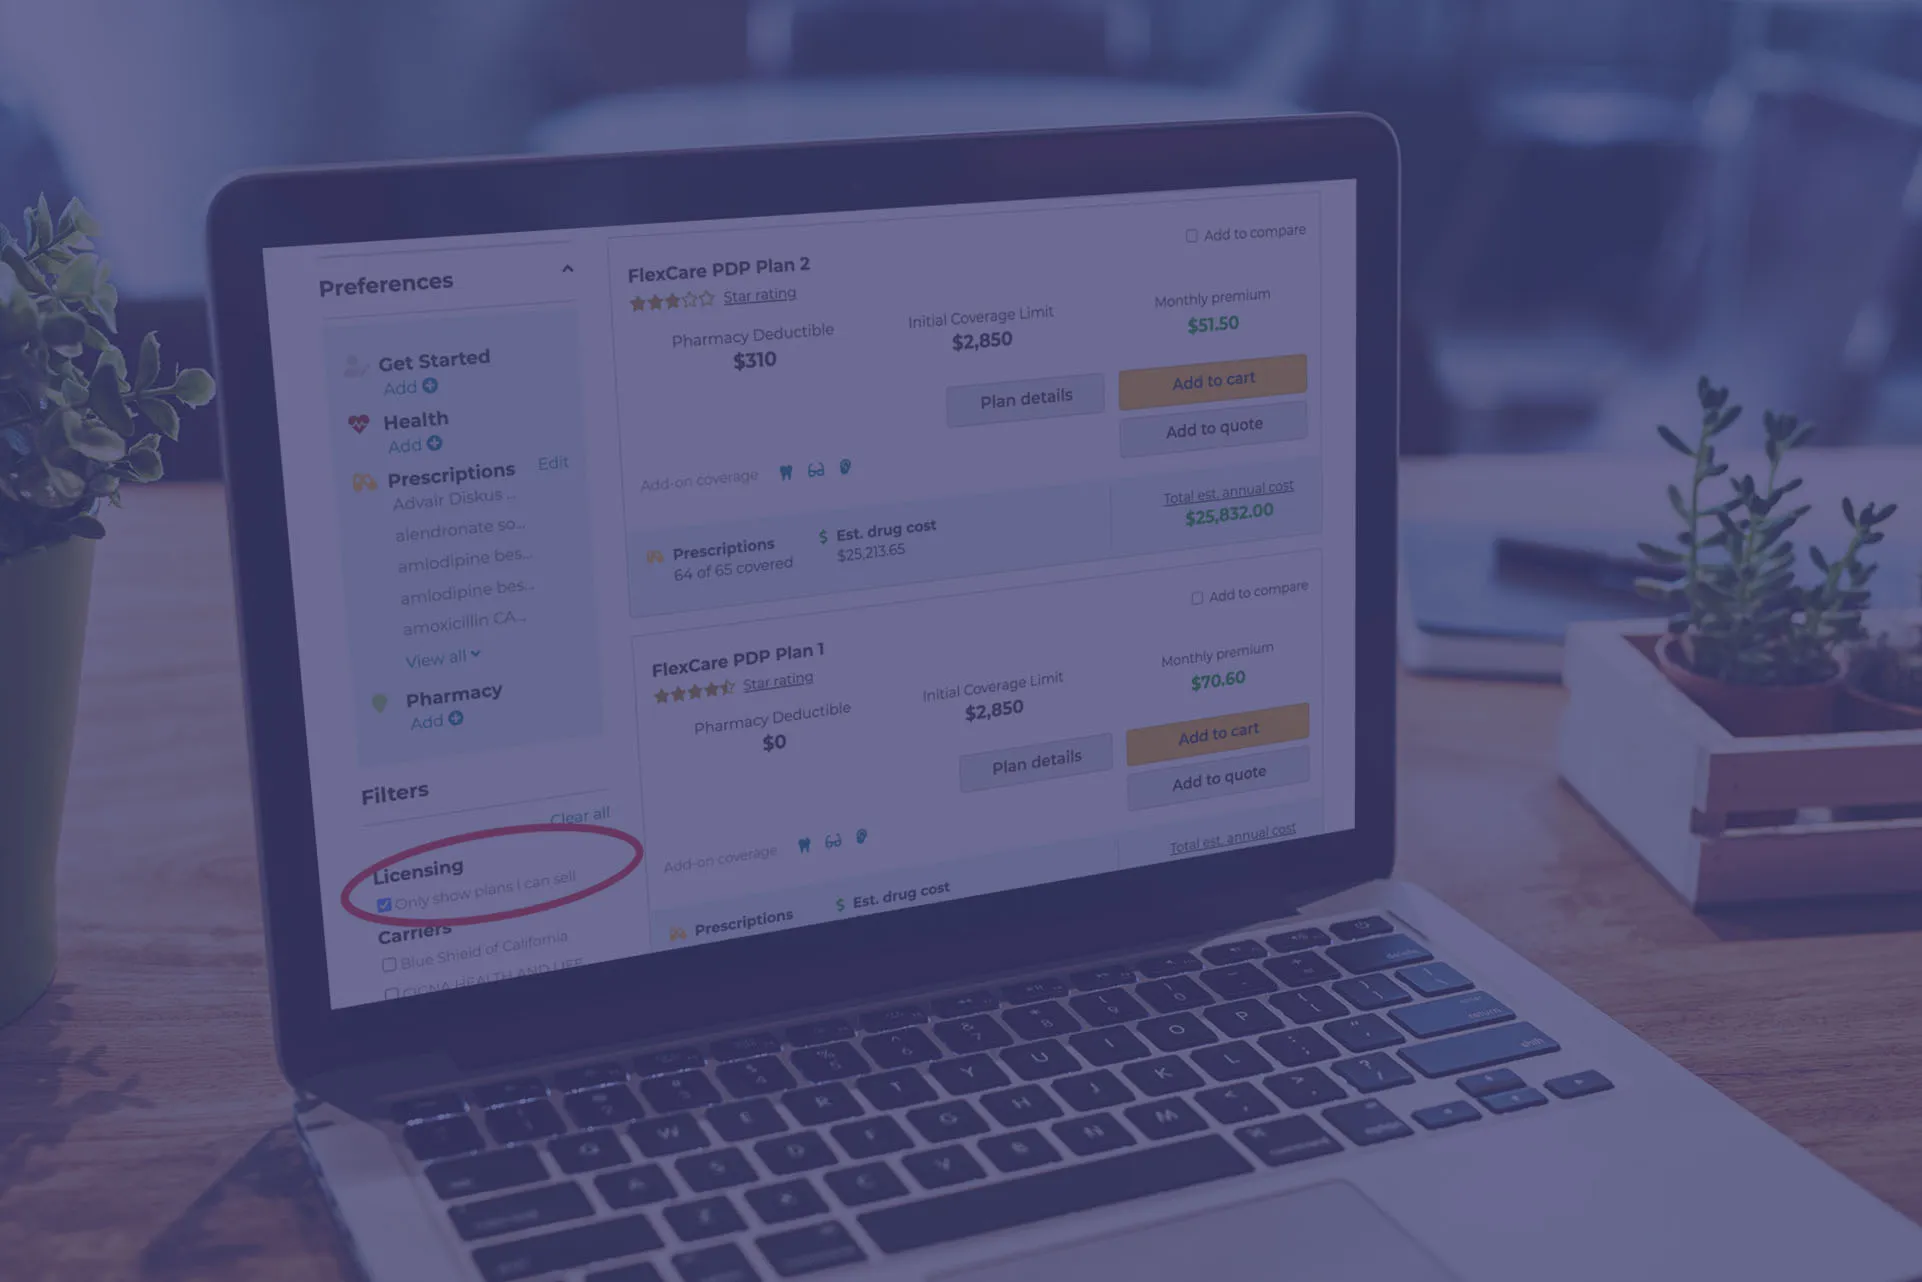 Preferences
Get Started
Add
Health
Add
Prescriptions Edit
Advair Diskus ...
alendronate so...
amlodipine bes...
amlodipine bes...
amoxicillin CA...
View all
Pharmacy
Add
Filters
Clear all
Licensing
Only show plans I can sell
Carriers
Blue Shield of California
CIGNA HEALTH AND LIFE
Add to compare
FlexCare PDP Plan 2
Star rating
Pharmacy Deductible
$310
Initial Coverage Limit
$2,850
Monthly premium
$51.50
Plan details
Add to cart
Add to quote
Add-on coverage
Prescriptions
64 of 65 covered
$ Est. drug cost
$25,213.65
Total est. annual cost
$25,832.00
Add to compare
FlexCare PDP Plan 1
Star rating
Pharmacy Deductible
$0
Initial Coverage Limit
$2,850
Monthly premium
$70.60
Plan details
Add to cart
Add to quote
Add-on coverage
Total est. annual cost
Prescriptions
$ Est. drug cost
delete
return
shift